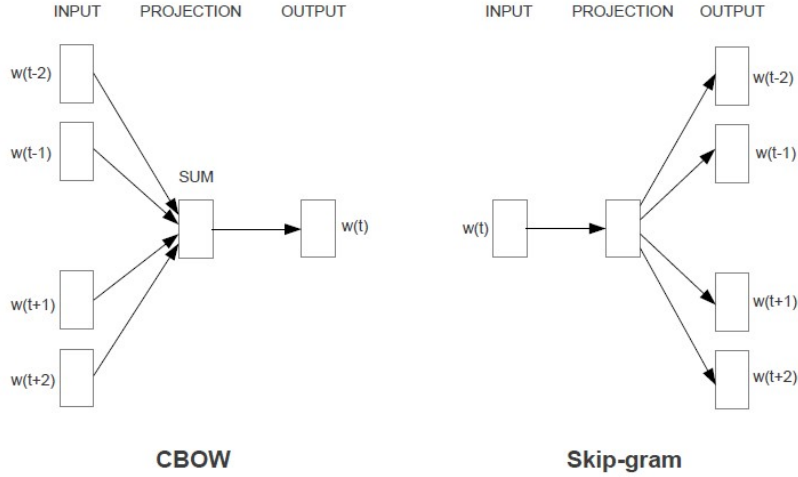 INPUT PROJECTION OUTPUT
w(t-2)
w(t-1)
SUM
w(t)
w(t+1)
w(t+2)
CBOW
INPUT PROJECTION OUTPUT
w(t-2)
w(t-1)
w(t)
w(t+1)
w(t+2)
Skip-gram